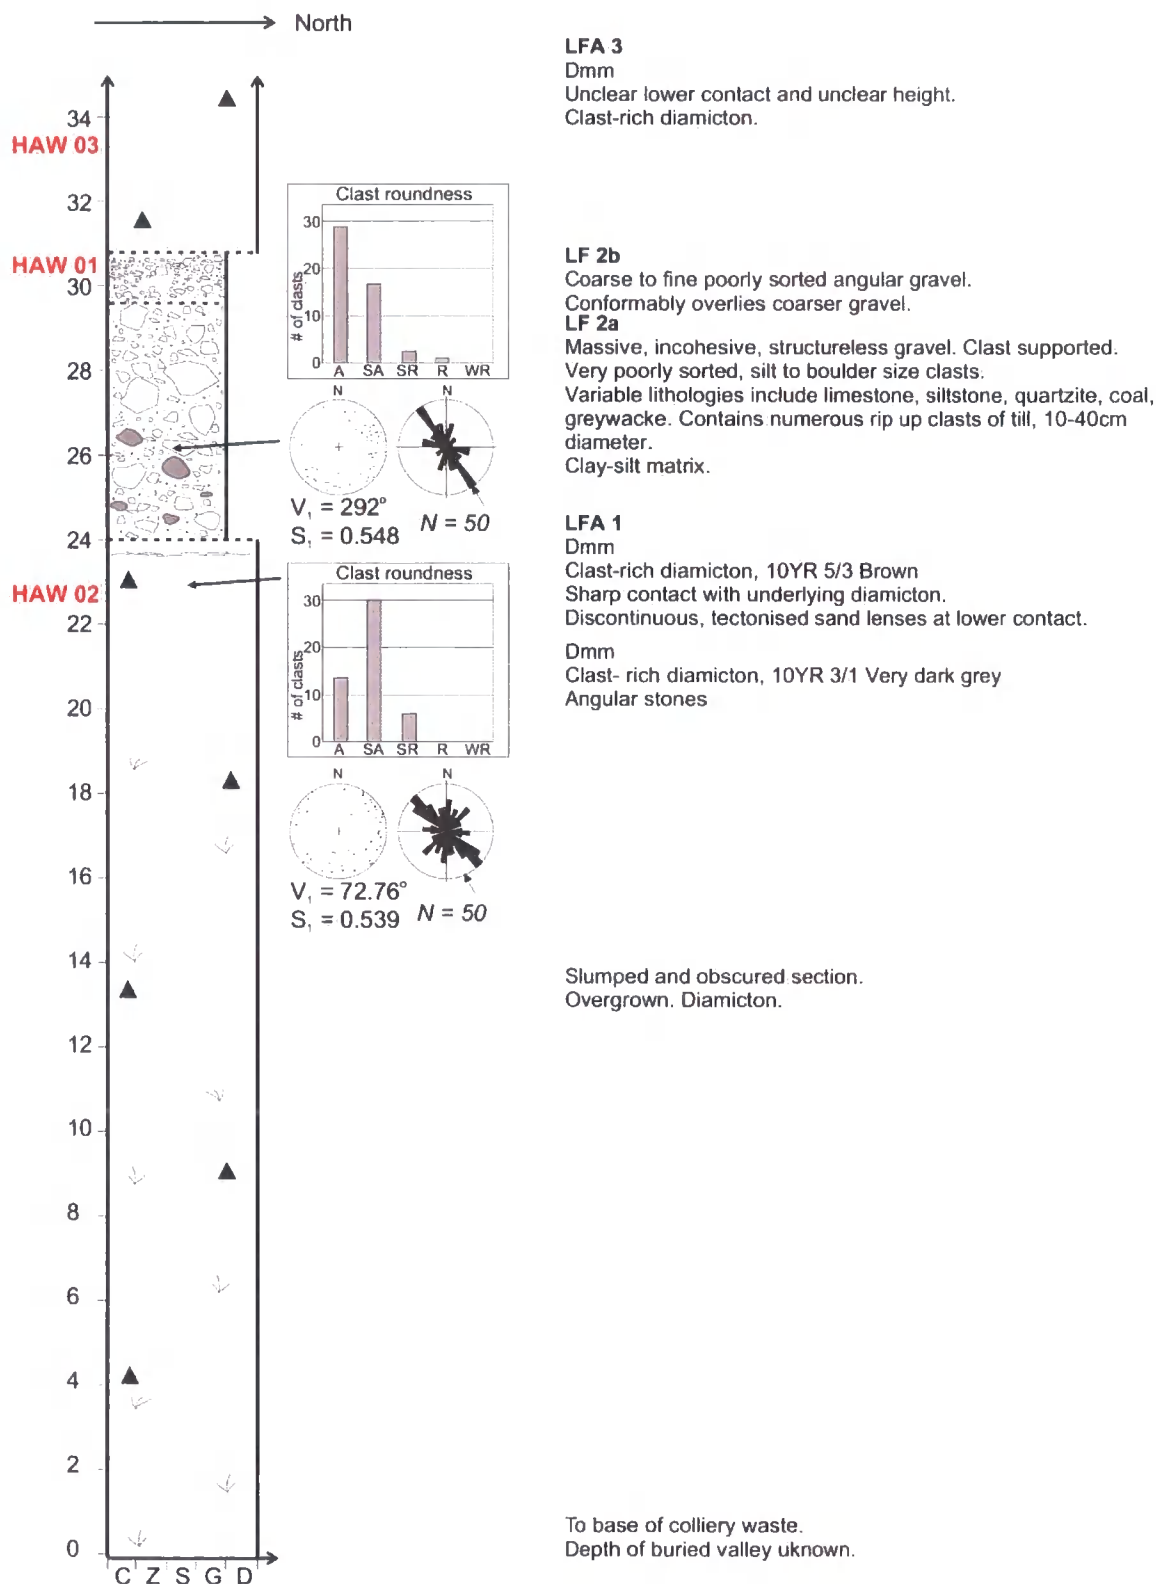 North
LFA 3
Dmm
Unclear lower contact and unclear height.
Clast-rich diamicton.
34
HAW 03
32
HAW 01
30
28
26
24
HAW 02
22
20
18
16
14
12
10
8
6
4
2
0
C Z S G D
Clast roundness
# of clasts
30
20
10
0
A SA SR R WR
N N
V₁ = 292°
S₁ = 0.548
N = 50
Clast roundness
# of clasts
30
20
10
0
A SA SR R WR
N N
V₁ = 72.76°
S₁ = 0.539
N = 50
LF 2b
Coarse to fine poorly sorted angular gravel.
Conformably overlies coarser gravel.
LF 2a
Massive, incohesive, structureless gravel. Clast supported.
Very poorly sorted, silt to boulder size clasts.
Variable lithologies include limestone, siltstone, quartzite, coal,
greywacke. Contains numerous rip up clasts of till, 10-40cm
diameter.
Clay-silt matrix.
LFA 1
Dmm
Clast-rich diamicton, 10YR 5/3 Brown
Sharp contact with underlying diamicton.
Discontinuous, tectonised sand lenses at lower contact.
Dmm
Clast- rich diamicton, 10YR 3/1 Very dark grey
Angular stones
Slumped and obscured section.
Overgrown. Diamicton.
To base of colliery waste.
Depth of buried valley uknown.